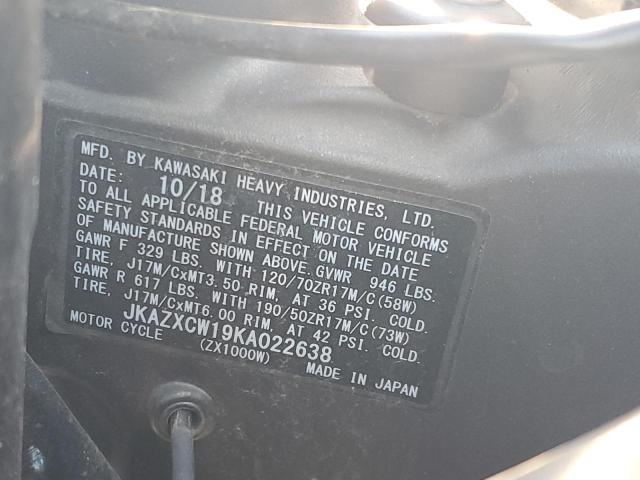 MFD. BY KAWASAKI HEAVY INDUSTRIES, LTD.
DATE: 10/18 THIS VEHICLE CONFORMS
TO ALL APPLICABLE FEDERAL MOTOR VEHICLE
SAFETY STANDARDS IN EFFECT ON THE DATE
OF MANUFACTURE SHOWN ABOVE. GVWR 946 LBS.
GAWR F 329 LBS. WITH 120/70ZR17M/C(58W)
TIRE, J17M/CxMT3.50 RIM, AT 36 PSI. COLD.
GAWR R 617 LBS. WITH 190/50ZR17M/C(73W)
TIRE, J17M/CxMT6.00 RIM, AT 42 PSI. COLD.
JKAZXCW19KA022638
MOTOR CYCLE (ZX1000W) MADE IN JAPAN